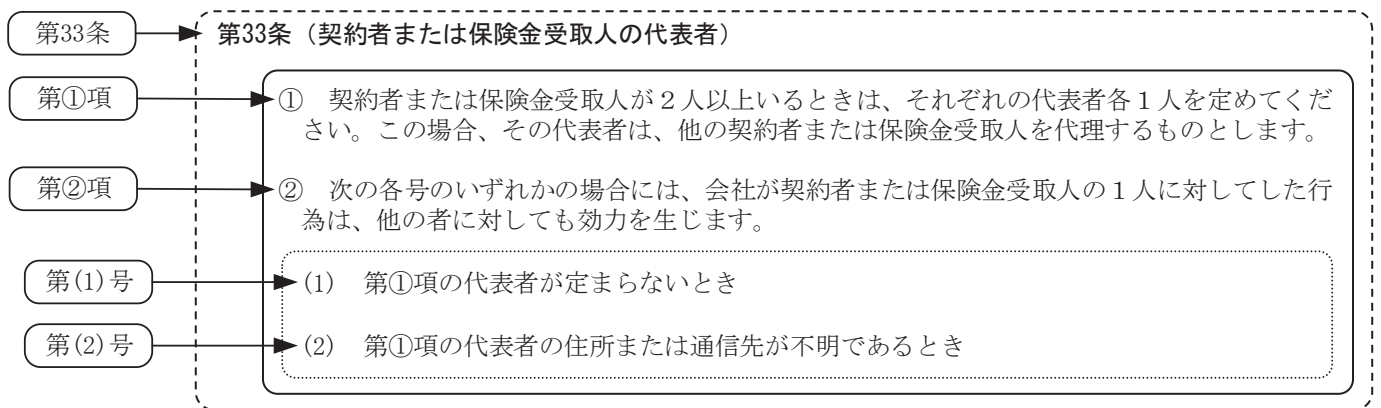 第33条
第33条（契約者または保険金受取人の代表者）
第①項
①　契約者または保険金受取人が２人以上いるときは、それぞれの代表者各１人を定めてくだ
さい。この場合、その代表者は、他の契約者または保険金受取人を代理するものとします。
第②項
②　次の各号のいずれかの場合には、会社が契約者または保険金受取人の１人に対してした行
為は、他の者に対しても効力を生じます。
第(1)号
(1)　第①項の代表者が定まらないとき
第(2)号
(2)　第①項の代表者の住所または通信先が不明であるとき